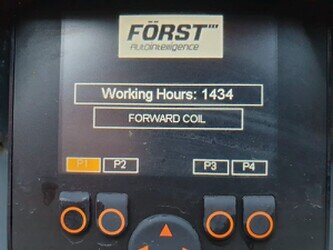 FÖRST
Autointelligence
Working Hours: 1434
FORWARD COIL
P1 P2 P3 P4